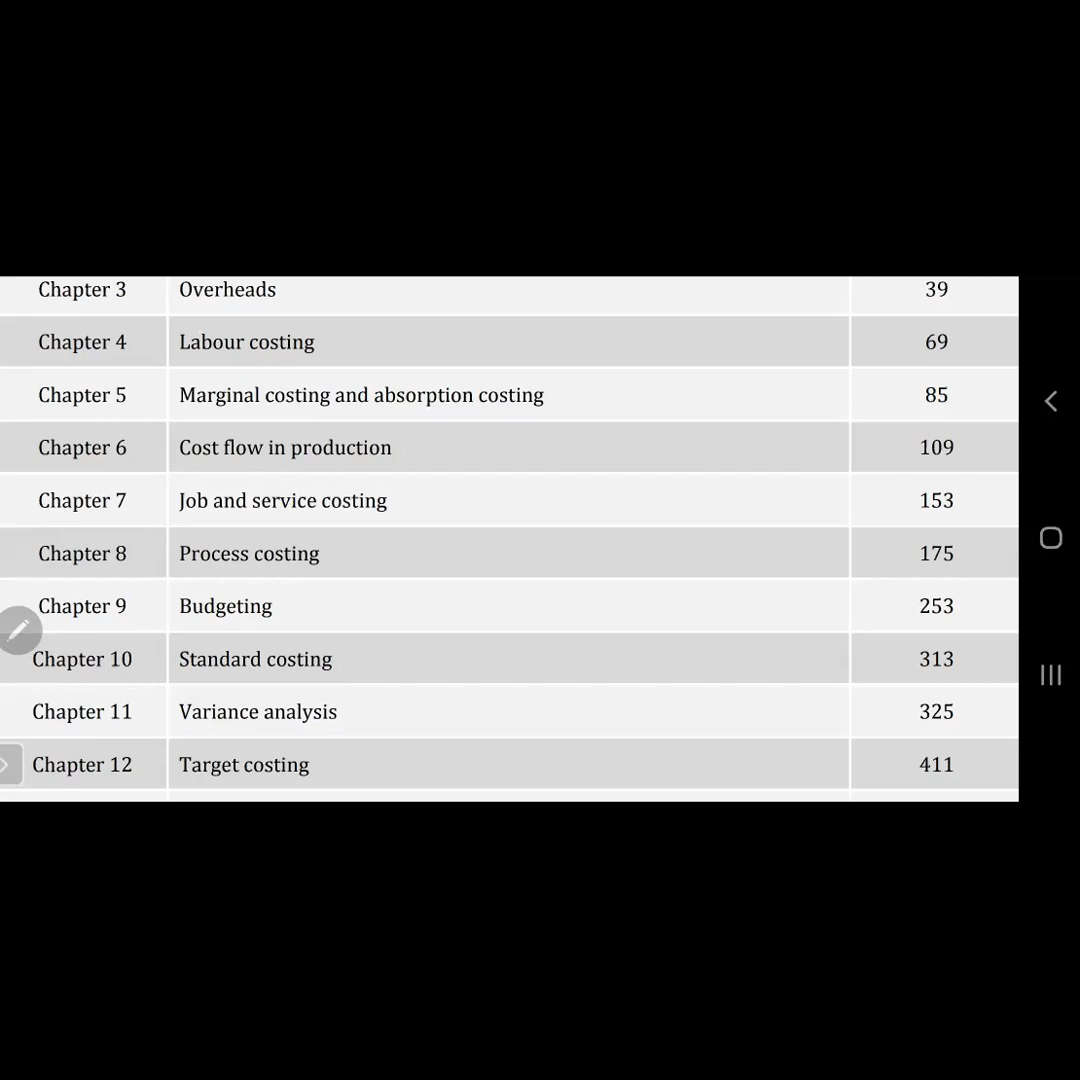 Chapter 3 Overheads 39
Chapter 4 Labour costing 69
Chapter 5 Marginal costing and absorption costing 85
Chapter 6 Cost flow in production 109
Chapter 7 Job and service costing 153
Chapter 8 Process costing 175
Chapter 9 Budgeting 253
Chapter 10 Standard costing 313
Chapter 11 Variance analysis 325
Chapter 12 Target costing 411